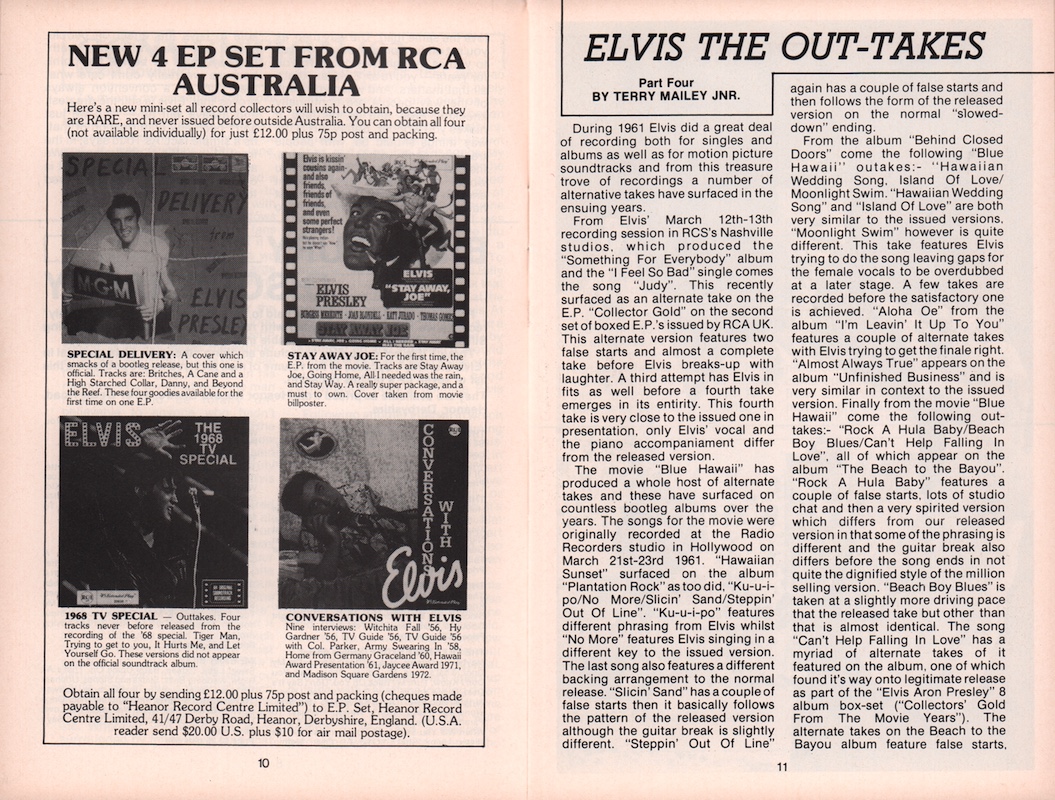 NEW 4 EP SET FROM RCA
AUSTRALIA
Here's a new mini-set all record collectors will wish to obtain, because they
are RARE, and never issued before outside Australia. You can obtain all four
(not available individually) for just £12.00 plus 75p post and packing.
SPECIAL
DELIVERY
from
M-G-M
ELVIS
PRESLEY
SPECIAL DELIVERY: A cover which
smacks of a bootleg release, but this one is
official. Tracks are: Britches, A Cane and a
High Starched Collar, Danny, and Beyond
the Reef. These four goodies available for the
first time on one E.P.
Elvis is kissin'
cousins again-
and also
friends,
friends of
friends,
and even
some perfect
strangers!
ELVIS
PRESLEY
ELVIS
"STAY AWAY,
JOE"
BURGESS MEREDITH · JOAN BLONDELL · KATY JURADO · THOMAS GOMEZ
STAY AWAY JOE
STAY AWAY JOE: For the first time, the
E.P. from the movie. Tracks are Stay Away
Joe, Going Home, All I needed was the rain,
and Stay Way. A really super package, and a
must to own. Cover taken from movie
billposter.
ELVIS
THE
1968
TV
SPECIAL
1968 TV SPECIAL — Outtakes. Four
tracks never before released from the
recording of the '68 special. Tiger Man,
Trying to get to you, It Hurts Me, and Let
Yourself Go. These versions did not appear
on the official soundtrack album.
CONVERSATIONS
WITH
Elvis
CONVERSATIONS WITH ELVIS
Nine interviews: Witchita Fall '56, Hy
Gardner '56, TV Guide '56, TV Guide '56
with Col. Parker, Army Swearing In '58,
Home from Germany Graceland '60, Hawaii
Award Presentation '61, Jaycee Award 1971,
and Madison Square Gardens 1972.
Obtain all four by sending £12.00 plus 75p post and packing (cheques made
payable to "Heanor Record Centre Limited") to E.P. Set, Heanor Record
Centre Limited, 41/47 Derby Road, Heanor, Derbyshire, England. (U.S.A.
reader send $20.00 U.S. plus $10 for air mail postage).
10
ELVIS THE OUT-TAKES
Part Four
BY TERRY MAILEY JNR.
During 1961 Elvis did a great deal
of recording both for singles and
albums as well as for motion picture
soundtracks and from this treasure
trove of recordings a number of
alternative takes have surfaced in the
ensuing years.
From Elvis' March 12th-13th
recording session in RCS's Nashville
studios, which produced the
"Something For Everybody" album
and the "I Feel So Bad" single comes
the song "Judy". This recently
surfaced as an alternate take on the
E.P. "Collector Gold" on the second
set of boxed E.P.'s issued by RCA UK.
This alternate version features two
false starts and almost a complete
take before Elvis breaks-up with
laughter. A third attempt has Elvis in
fits as well before a fourth take
emerges in its entirity. This fourth
take is very close to the issued one in
presentation, only Elvis' vocal and
the piano accompaniament differ
from the released version.
The movie "Blue Hawaii" has
produced a whole host of alternate
takes and these have surfaced on
countless bootleg albums over the
years. The songs for the movie were
originally recorded at the Radio
Recorders studio in Hollywood on
March 21st-23rd 1961. "Hawaiian
Sunset" surfaced on the album
"Plantation Rock" as too did, "Ku-u-i-
po/No More/Slicin' Sand/Steppin'
Out Of Line". "Ku-u-i-po" features
different phrasing from Elvis whilst
"No More" features Elvis singing in a
different key to the issued version.
The last song also features a different
backing arrangement to the normal
release. "Slicin' Sand" has a couple of
false starts then it basically follows
the pattern of the released version
although the guitar break is slightly
different. "Steppin' Out Of Line"
again has a couple of false starts and
then follows the form of the released
version on the normal "slowed-
down" ending.
From the album "Behind Closed
Doors" come the following "Blue
Hawaii" outakes:- "Hawaiian
Wedding Song, Island Of Love/
Moonlight Swim. "Hawaiian Wedding
Song" and "Island Of Love" are both
very similar to the issued versions,
"Moonlight Swim" however is quite
different. This take features Elvis
trying to do the song leaving gaps for
the female vocals to be overdubbed
at a later stage. A few takes are
recorded before the satisfactory one
is achieved. "Aloha Oe" from the
album "I'm Leavin' It Up To You"
features a couple of alternate takes
with Elvis trying to get the finale right.
"Almost Always True" appears on the
album "Unfinished Business" and is
very similar in context to the issued
version. Finally from the movie "Blue
Hawaii" come the following out-
takes:- "Rock A Hula Baby/Beach
Boy Blues/Can't Help Falling In
Love", all of which appear on the
album "The Beach to the Bayou".
"Rock A Hula Baby" features a
couple of false starts, lots of studio
chat and then a very spirited version
which differs from our released
version in that some of the phrasing is
different and the guitar break also
differs before the song ends in not
quite the dignified style of the million
selling version. "Beach Boy Blues" is
taken at a slightly more driving pace
that the released take but other than
that is almost identical. The song
"Can't Help Falling In Love" has a
myriad of alternate takes of it
featured on the album, one of which
found it's way onto legitimate release
as part of the "Elvis Aron Presley" 8
album box-set ("Collectors' Gold
From The Movie Years"). The
alternate takes on the Beach to the
Bayou album feature false starts,
11